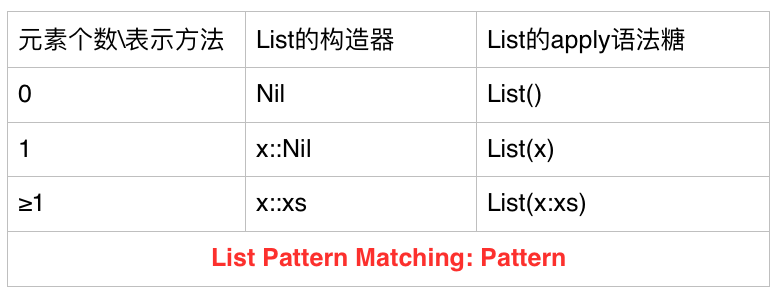 元素个数\表示方法 List的构造器 List的apply语法糖
0 Nil List()
1 x::Nil List(x)
≥1 x::xs List(x:xs)
List Pattern Matching: Pattern